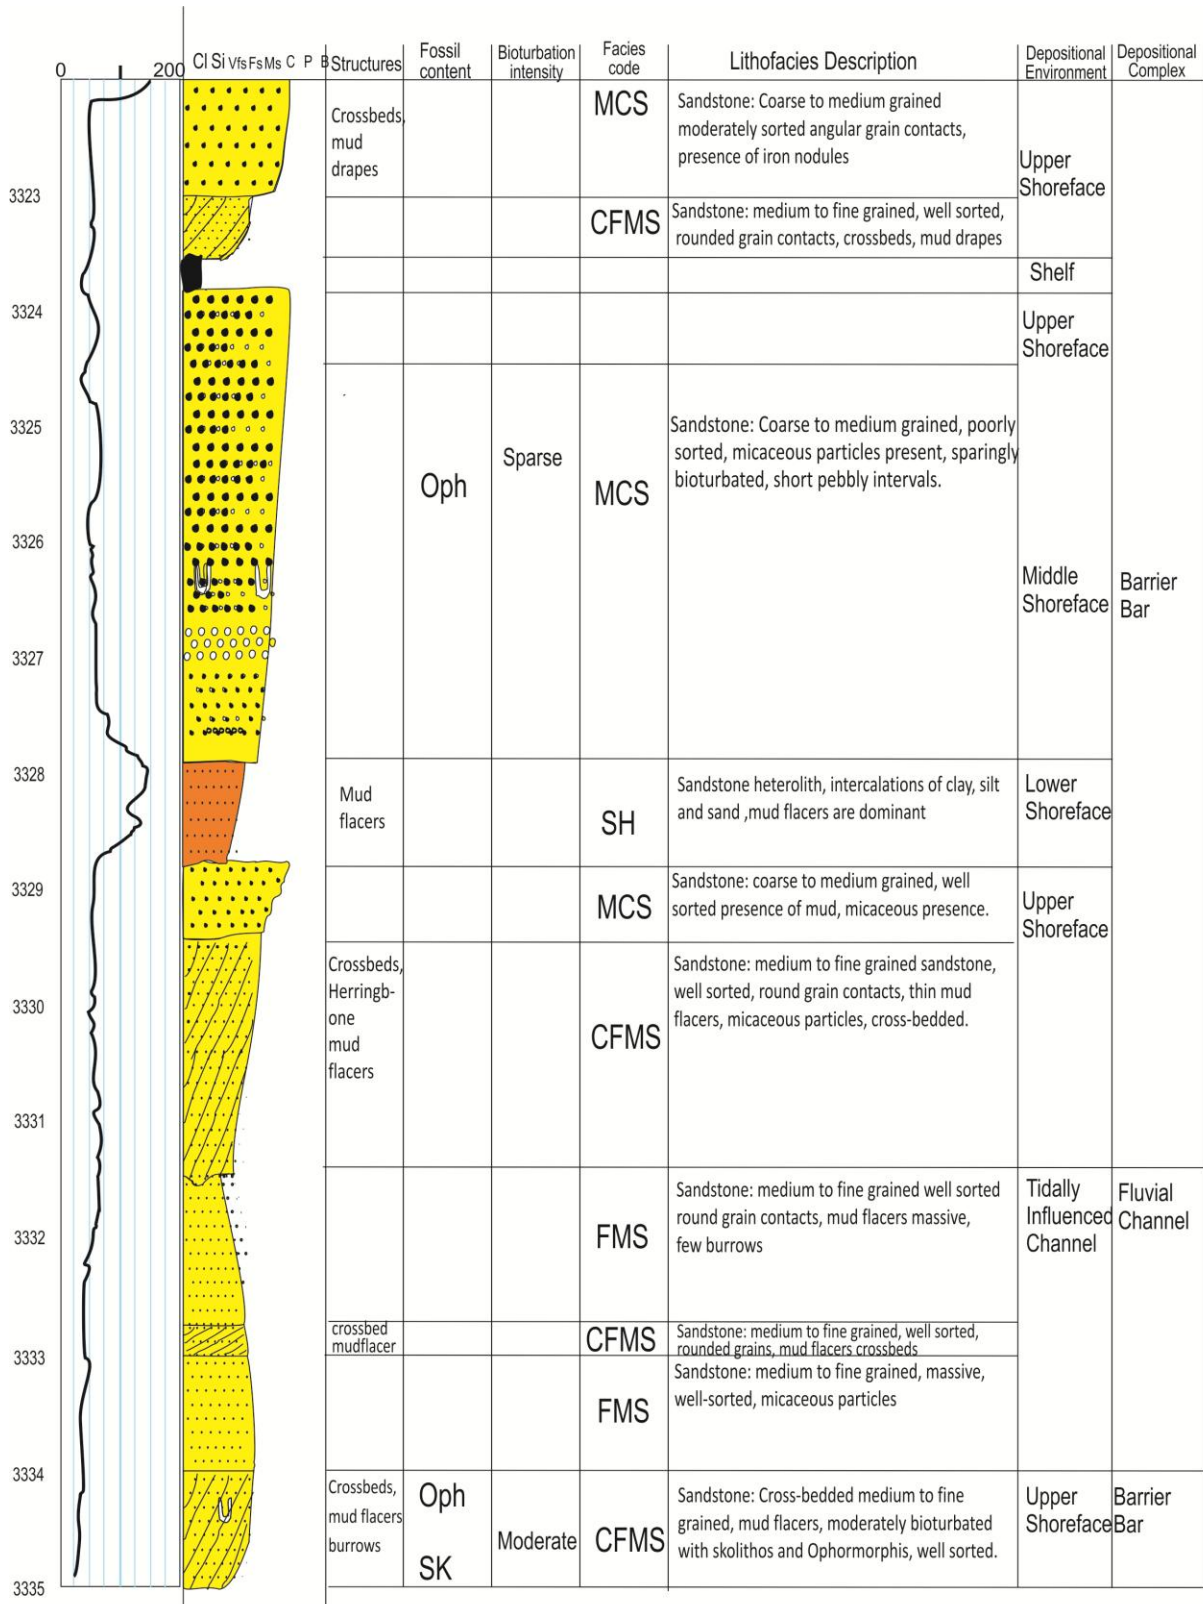 0 200
Cl Si Vfs Fs Ms C P B
Structures
Fossil
content
Bioturbation
intensity
Facies
code
Lithofacies Description
Depositional
Environment
Depositional
Complex
Crossbeds,
mud
drapes
MCS
Sandstone: Coarse to medium grained
moderately sorted angular grain contacts,
presence of iron nodules
Upper
Shoreface
3323
CFMS
Sandstone: medium to fine grained, well sorted,
rounded grain contacts, crossbeds, mud drapes
Shelf
3324
Upper
Shoreface
3325
Oph
Sparse
MCS
Sandstone: Coarse to medium grained, poorly
sorted, micaceous particles present, sparingly
bioturbated, short pebbly intervals.
3326
Middle
Shoreface
Barrier
Bar
3327
3328
Mud
flacers
SH
Sandstone heterolith, intercalations of clay, silt
and sand ,mud flacers are dominant
Lower
Shoreface
3329
MCS
Sandstone: coarse to medium grained, well
sorted presence of mud, micaceous presence.
Upper
Shoreface
3330
Crossbeds,
Herringb-
one
mud
flacers
CFMS
Sandstone: medium to fine grained sandstone,
well sorted, round grain contacts, thin mud
flacers, micaceous particles, cross-bedded.
3331
FMS
Sandstone: medium to fine grained well sorted
round grain contacts, mud flacers massive,
few burrows
Tidally
Influenced
Channel
Fluvial
Channel
3332
crossbed
mudflacer
CFMS
Sandstone: medium to fine grained, well sorted,
rounded grains, mud flacers crossbeds
3333
FMS
Sandstone: medium to fine grained, massive,
well-sorted, micaceous particles
3334
Crossbeds,
mud flacers
burrows
Oph
SK
Moderate
CFMS
Sandstone: Cross-bedded medium to fine
grained, mud flacers, moderately bioturbated
with skolithos and Ophormorphis, well sorted.
Upper
Shoreface
Barrier
Bar
3335